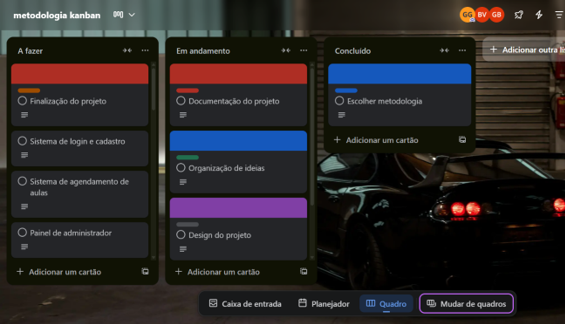 metodologia kanban
GG
BV
GB
A fazer
Finalização do projeto
Sistema de login e cadastro
Sistema de agendamento de
aulas
Painel de administrador
Adicionar um cartão
Em andamento
Documentação do projeto
Organização de ideias
Design do projeto
Adicionar um cartão
Concluído
Escolher metodologia
Adicionar um cartão
Adicionar outra li
Caixa de entrada
Planejador
Quadro
Mudar de quadros